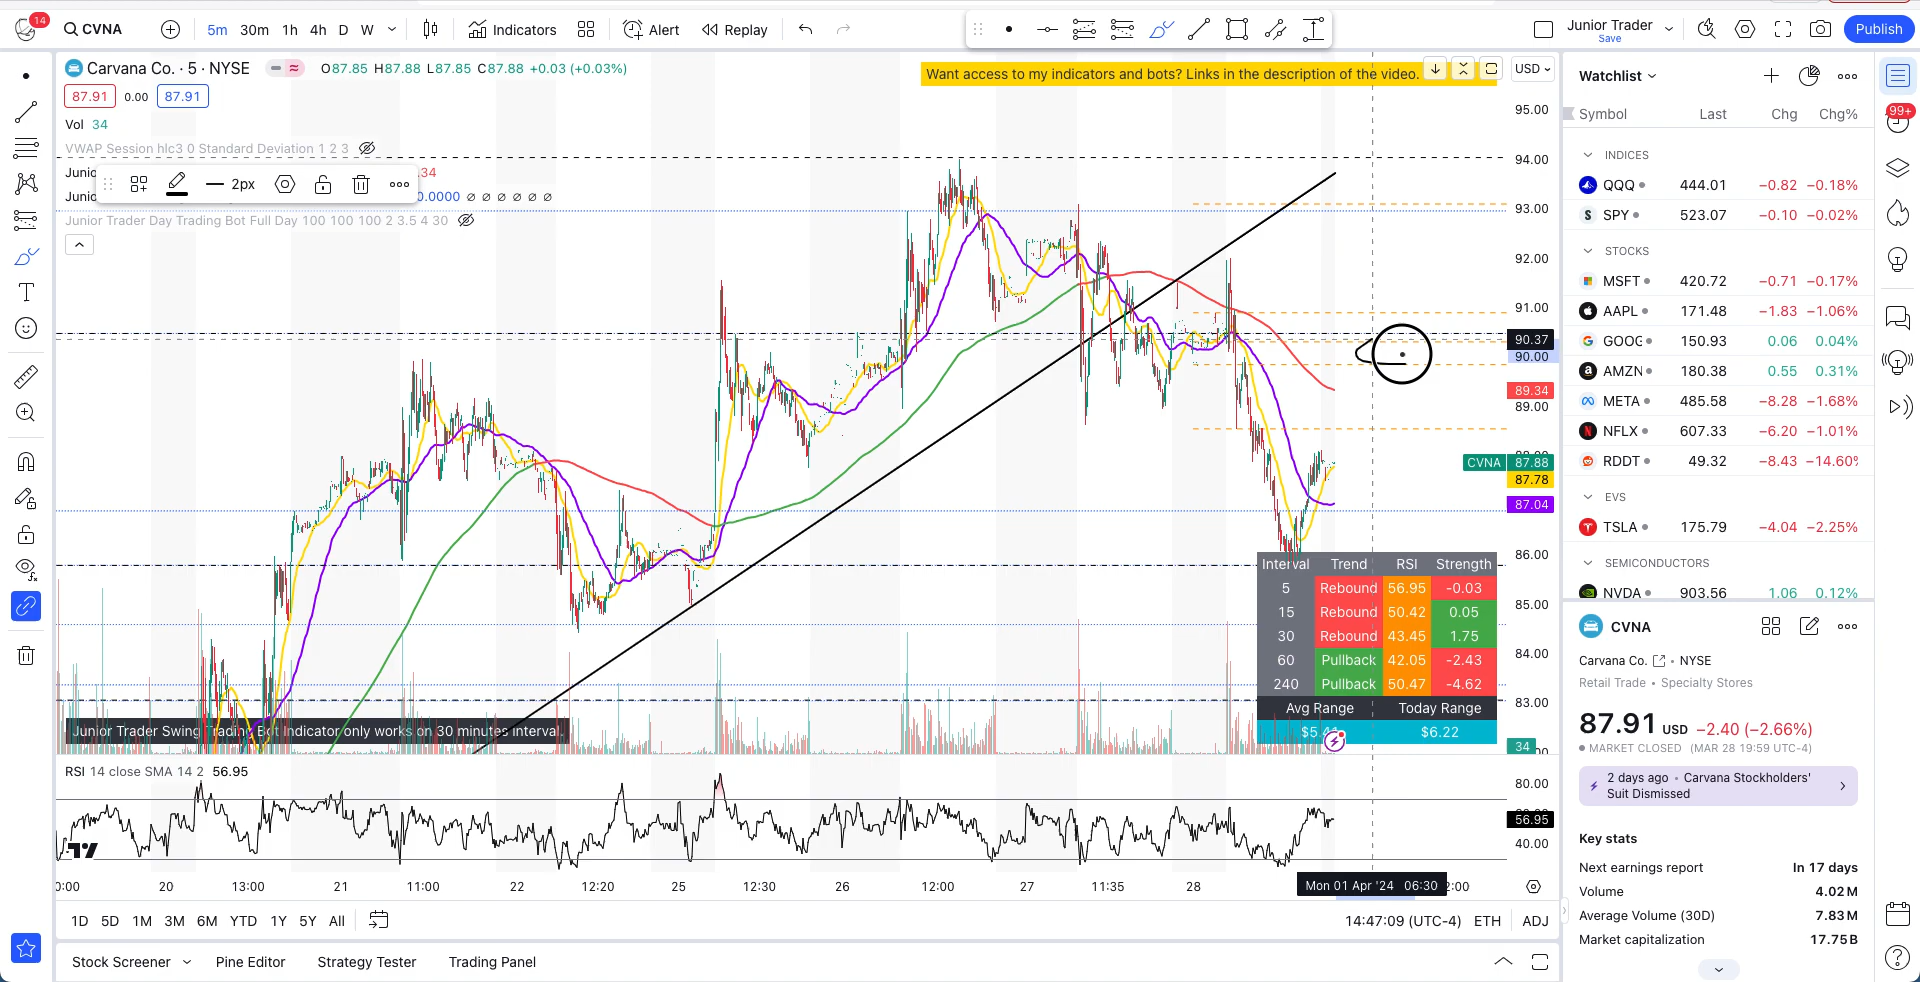 14
CVNA
5m 30m 1h 4h D W
Indicators
Alert
Replay
Junior Trader
Save
Publish
Carvana Co. · 5 · NYSE
O87.85 H87.88 L87.85 C87.88 +0.03 (+0.03%)
Want access to my indicators and bots? Links in the description of the video.
USD
87.91 0.00 87.91
Vol 34
VWAP Session hlc3 0 Standard Deviation 1 2 3
Junio .34
2px
Junio 0.0000 ∅ ∅ ∅ ∅ ∅ ∅
Junior Trader Day Trading Bot Full Day 100 100 100 2 3.5 4 30
95.00
94.00
93.00
92.00
91.00
90.37
90.00
89.34
89.00
CVNA 87.88
87.78
87.04
86.00
85.00
84.00
83.00
34
Interval Trend RSI Strength
5 Rebound 56.95 -0.03
15 Rebound 50.42 0.05
30 Rebound 43.45 1.75
60 Pullback 42.05 -2.43
240 Pullback 50.47 -4.62
Avg Range Today Range
$6.22
Junior Trader Swing Trading Bot Indicator only works on 30 minutes interval.
RSI 14 close SMA 14 2 56.95
80.00
56.95
40.00
0:00 20 13:00 21 11:00 22 12:20 25 12:30 26 12:00 27 11:35 28 Mon 01 Apr '24 06:30 2:00
1D 5D 1M 3M 6M YTD 1Y 5Y All
14:47:09 (UTC-4) ETH ADJ
Stock Screener Pine Editor Strategy Tester Trading Panel
Watchlist
Symbol Last Chg Chg%
INDICES
QQQ 444.01 −0.82 −0.18%
SPY 523.07 −0.10 −0.02%
STOCKS
MSFT 420.72 −0.71 −0.17%
AAPL 171.48 −1.83 −1.06%
GOOG 150.93 0.06 0.04%
AMZN 180.38 0.55 0.31%
META 485.58 −8.28 −1.68%
NFLX 607.33 −6.20 −1.01%
RDDT 49.32 −8.43 −14.60%
EVS
TSLA 175.79 −4.04 −2.25%
SEMICONDUCTORS
NVDA 903.56 1.06 0.12%
CVNA
Carvana Co. • NYSE
Retail Trade • Specialty Stores
87.91 USD −2.40 (−2.66%)
MARKET CLOSED (MAR 28 19:59 UTC-4)
2 days ago • Carvana Stockholders'
Suit Dismissed
Key stats
Next earnings report In 17 days
Volume 4.02M
Average Volume (30D) 7.83M
Market capitalization 17.75B
99+